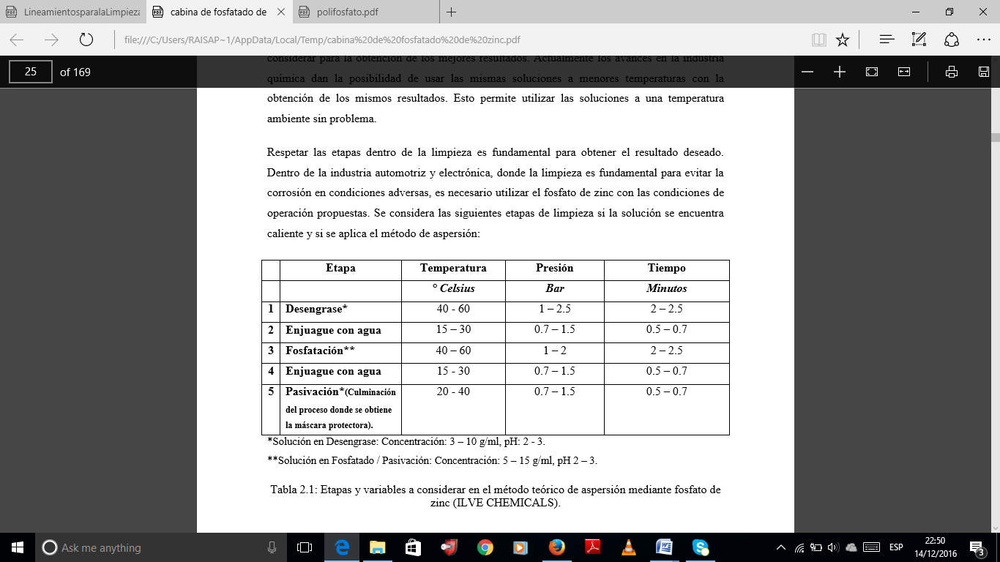 LineamientosparalaLimpieza
cabina de fosfatado de
polifosfato.pdf
file:///C:/Users/RAISAP~1/AppData/Local/Temp/cabina%20de%20fosfatado%20de%20zinc.pdf
considerar para la obtención de los mejores resultados. Actualmente los avances en la industria
25 of 169
química dan la posibilidad de usar las mismas soluciones a menores temperaturas con la
obtención de los mismos resultados. Esto permite utilizar las soluciones a una temperatura
ambiente sin problema.
Respetar las etapas dentro de la limpieza es fundamental para obtener el resultado deseado.
Dentro de la industria automotriz y electrónica, donde la limpieza es fundamental para evitar la
corrosión en condiciones adversas, es necesario utilizar el fosfato de zinc con las condiciones de
operación propuestas. Se considera las siguientes etapas de limpieza si la solución se encuentra
caliente y si se aplica el método de aspersión:
Etapa Temperatura Presión Tiempo
° Celsius Bar Minutos
1 Desengrase* 40 - 60 1 – 2.5 2 – 2.5
2 Enjuague con agua 15 – 30 0.7 – 1.5 0.5 – 0.7
3 Fosfatación** 40 – 60 1 – 2 2 – 2.5
4 Enjuague con agua 15 - 30 0.7 – 1.5 0.5 – 0.7
5 Pasivación*(Culminación 20 - 40 0.7 – 1.5 0.5 – 0.7
del proceso donde se obtiene
la máscara protectora).
*Solución en Desengrase: Concentración: 3 – 10 g/ml, pH: 2 - 3.
**Solución en Fosfatado / Pasivación: Concentración: 5 – 15 g/ml, pH 2 – 3.
Tabla 2.1: Etapas y variables a considerar en el método teórico de aspersión mediante fosfato de
zinc (ILVE CHEMICALS).
Ask me anything
ESP
22:50
14/12/2016
3